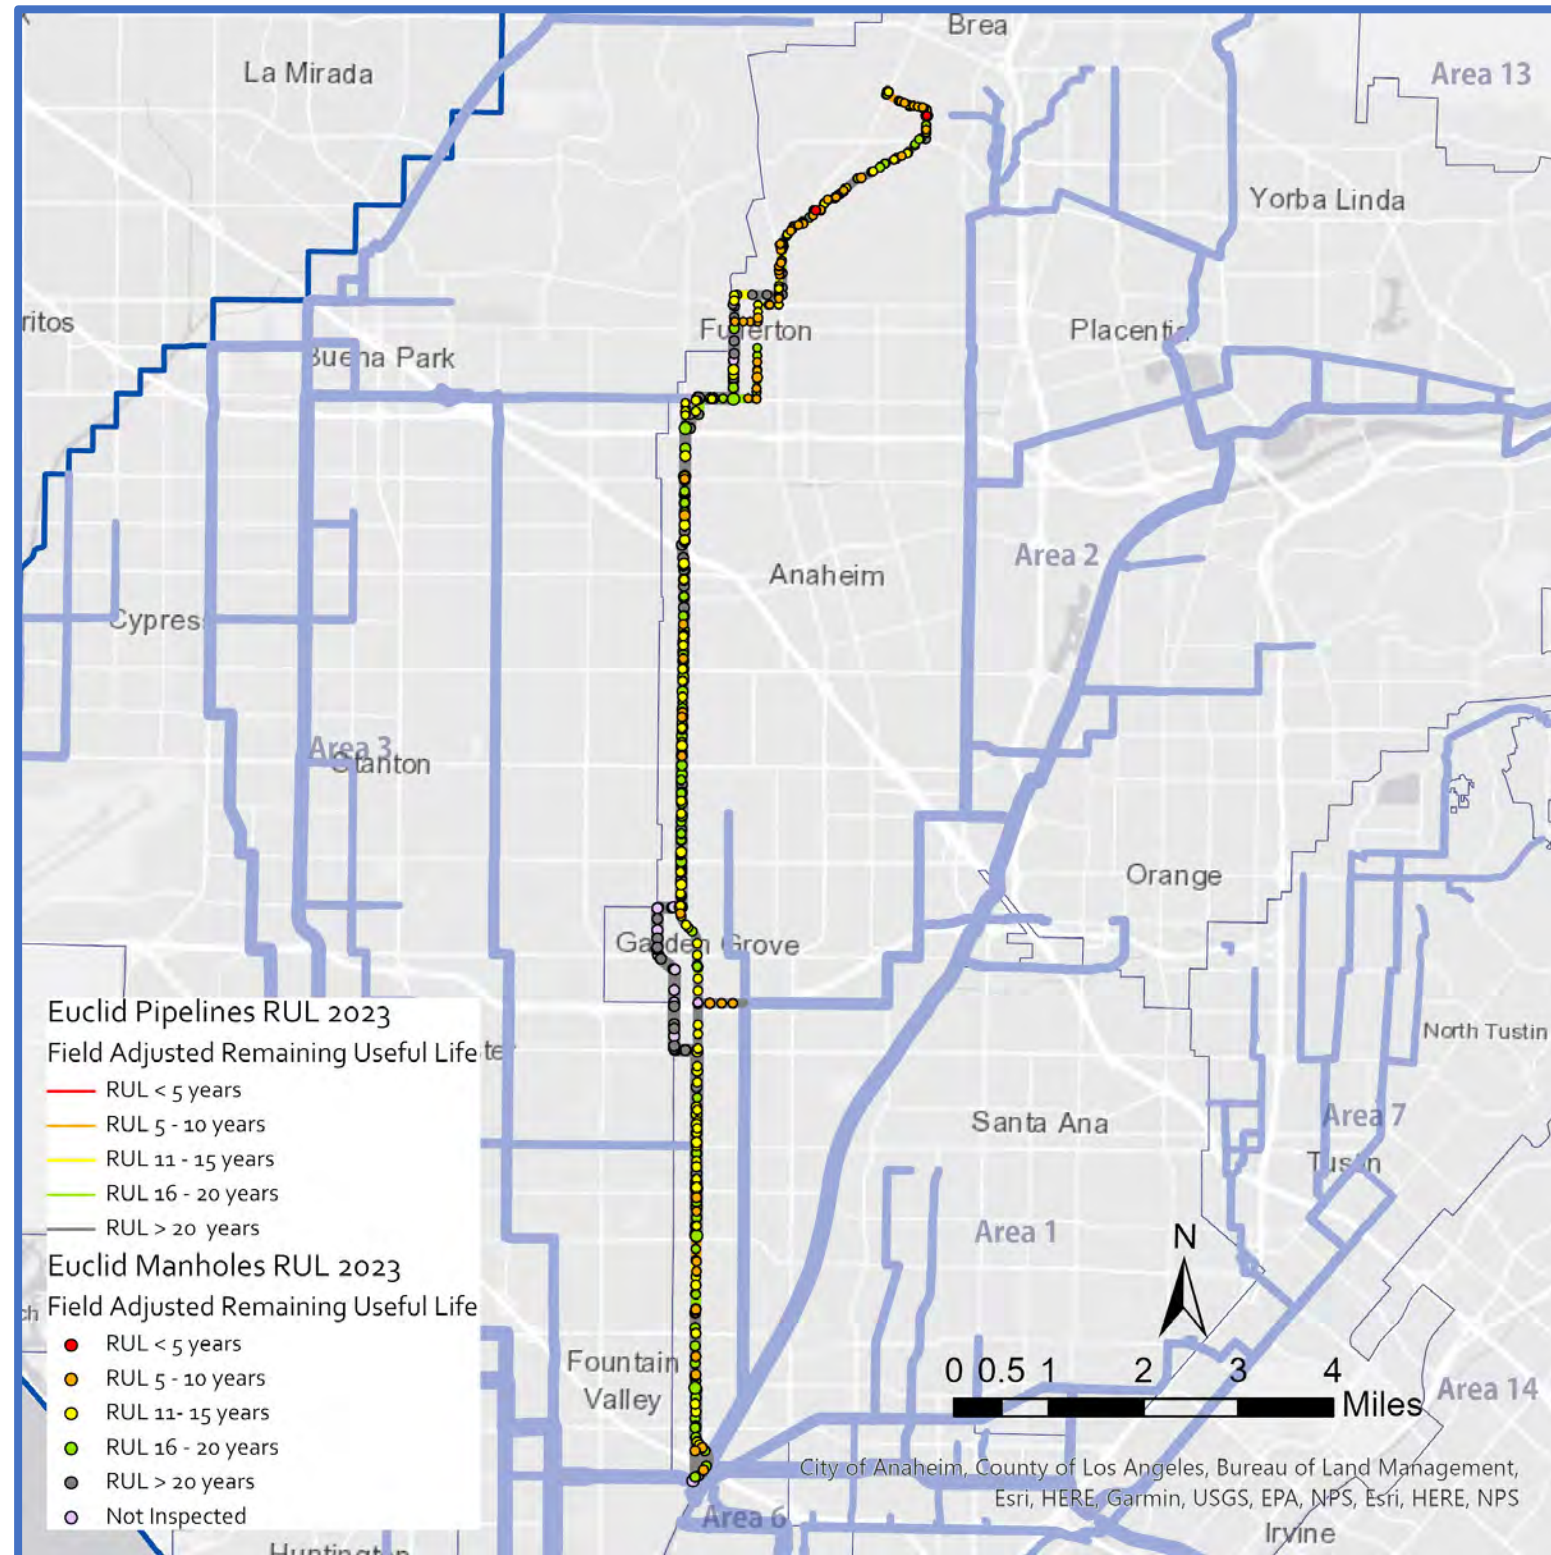 Brea
La Mirada
Area 13
Yorba Linda
ritos
Fullerton
Placentia
Buena Park
Area 2
Anaheim
Cypress
Area 3
Stanton
Orange
Garden Grove
Euclid Pipelines RUL 2023
Field Adjusted Remaining Useful Life
ter
RUL < 5 years
RUL 5 - 10 years
RUL 11 - 15 years
RUL 16 - 20 years
RUL > 20 years
Euclid Manholes RUL 2023
Field Adjusted Remaining Useful Life
ch
RUL < 5 years
RUL 5 - 10 years
RUL 11- 15 years
RUL 16 - 20 years
RUL > 20 years
Not Inspected
North Tustin
Santa Ana
Area 7
Tustin
Area 1
N
Fountain
Valley
0 0.5 1 2 3 4
Miles
Area 14
City of Anaheim, County of Los Angeles, Bureau of Land Management,
Esri, HERE, Garmin, USGS, EPA, NPS, Esri, HERE, NPS
Area 6
Irvine
Huntington